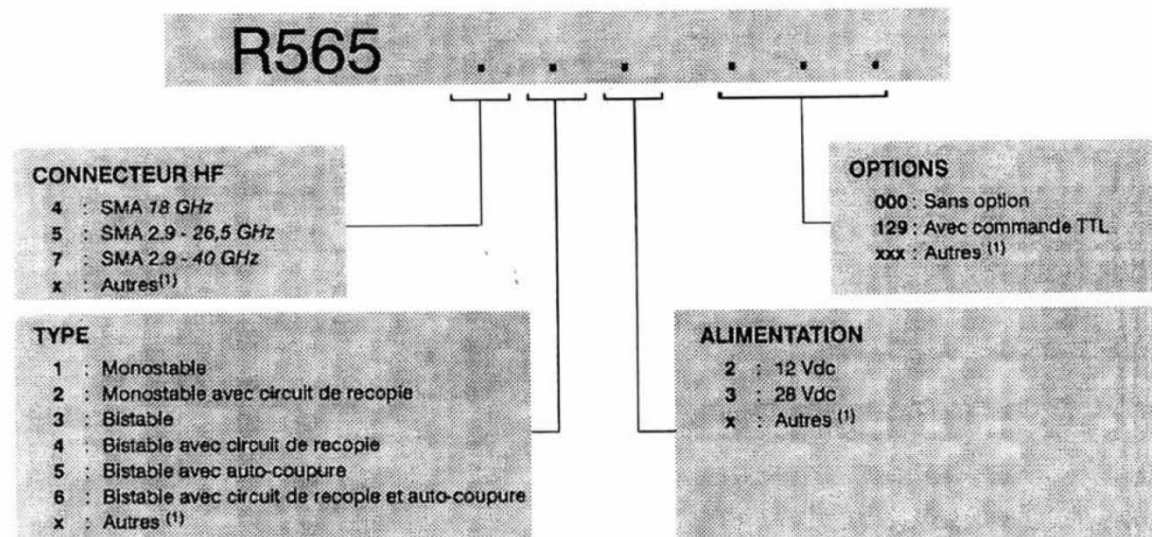 R565 . . . . . .
CONNECTEUR HF
4 : SMA 18 GHz
5 : SMA 2.9 - 26,5 GHz
7 : SMA 2.9 - 40 GHz
x : Autres(1)
OPTIONS
000 : Sans option
129 : Avec commande TTL
xxx : Autres (1)
TYPE
1 : Monostable
2 : Monostable avec circuit de recopie
3 : Bistable
4 : Bistable avec circuit de recopie
5 : Bistable avec auto-coupure
6 : Bistable avec circuit de recopie et auto-coupure
x : Autres (1)
ALIMENTATION
2 : 12 Vdc
3 : 28 Vdc
x : Autres (1)